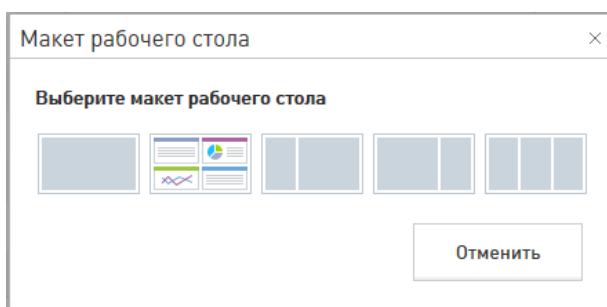 Макет рабочего стола
Выберите макет рабочего стола
Отменить